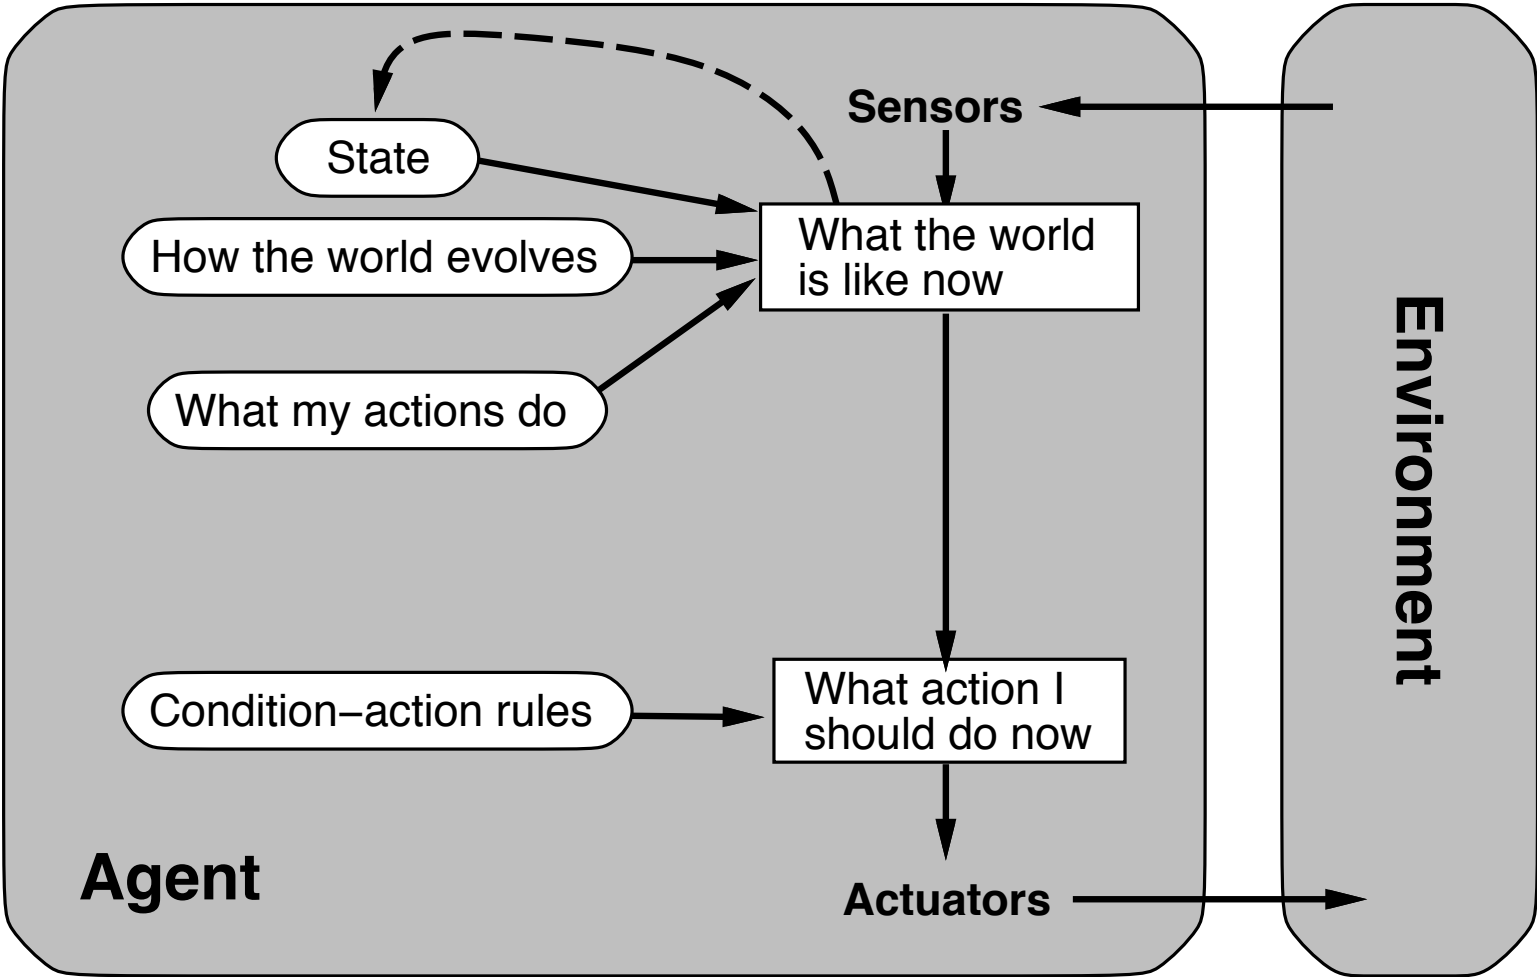 Sensors
State
What the world
is like now
How the world evolves
What my actions do
Environment
Condition–action rules
What action I
should do now
Agent
Actuators